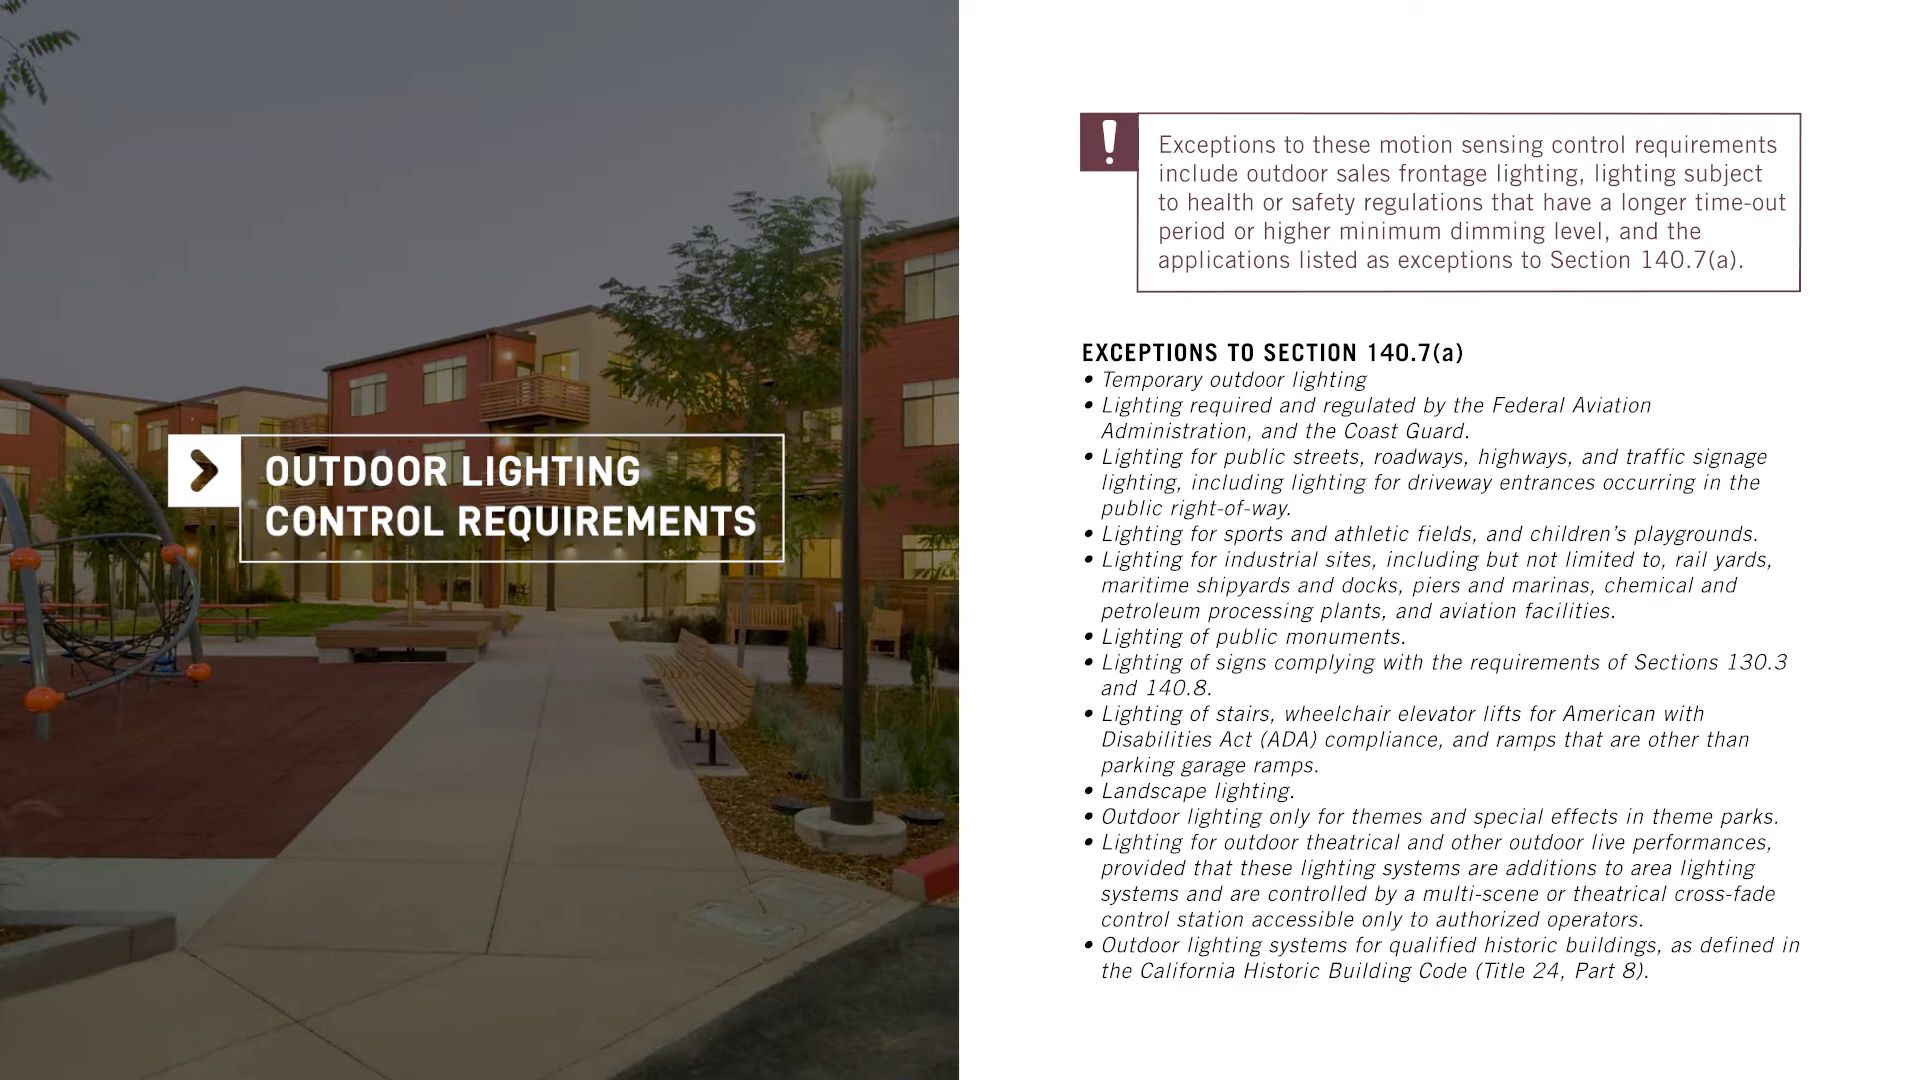 OUTDOOR LIGHTING
CONTROL REQUIREMENTS
Exceptions to these motion sensing control requirements
include outdoor sales frontage lighting, lighting subject
to health or safety regulations that have a longer time-out
period or higher minimum dimming level, and the
applications listed as exceptions to Section 140.7(a).
EXCEPTIONS TO SECTION 140.7(a)
• Temporary outdoor lighting
• Lighting required and regulated by the Federal Aviation
Administration, and the Coast Guard.
• Lighting for public streets, roadways, highways, and traffic signage
lighting, including lighting for driveway entrances occurring in the
public right-of-way.
• Lighting for sports and athletic fields, and children's playgrounds.
• Lighting for industrial sites, including but not limited to, rail yards,
maritime shipyards and docks, piers and marinas, chemical and
petroleum processing plants, and aviation facilities.
• Lighting of public monuments.
• Lighting of signs complying with the requirements of Sections 130.3
and 140.8.
• Lighting of stairs, wheelchair elevator lifts for American with
Disabilities Act (ADA) compliance, and ramps that are other than
parking garage ramps.
• Landscape lighting.
• Outdoor lighting only for themes and special effects in theme parks.
• Lighting for outdoor theatrical and other outdoor live performances,
provided that these lighting systems are additions to area lighting
systems and are controlled by a multi-scene or theatrical cross-fade
control station accessible only to authorized operators.
• Outdoor lighting systems for qualified historic buildings, as defined in
the California Historic Building Code (Title 24, Part 8).